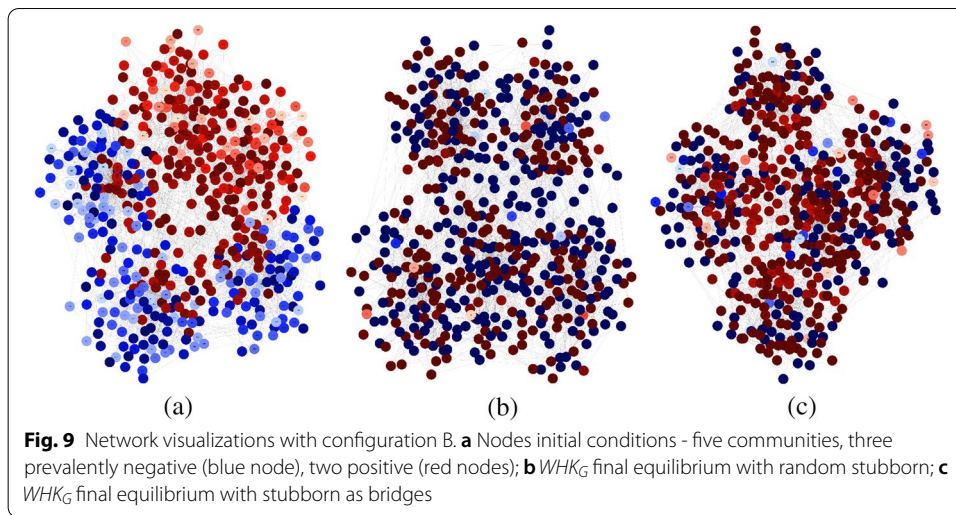 (a) (b) (c)
Fig. 9 Network visualizations with configuration B. a Nodes initial conditions - five communities, three
prevalently negative (blue node), two positive (red nodes); b WHKG final equilibrium with random stubborn; c
WHKG final equilibrium with stubborn as bridges